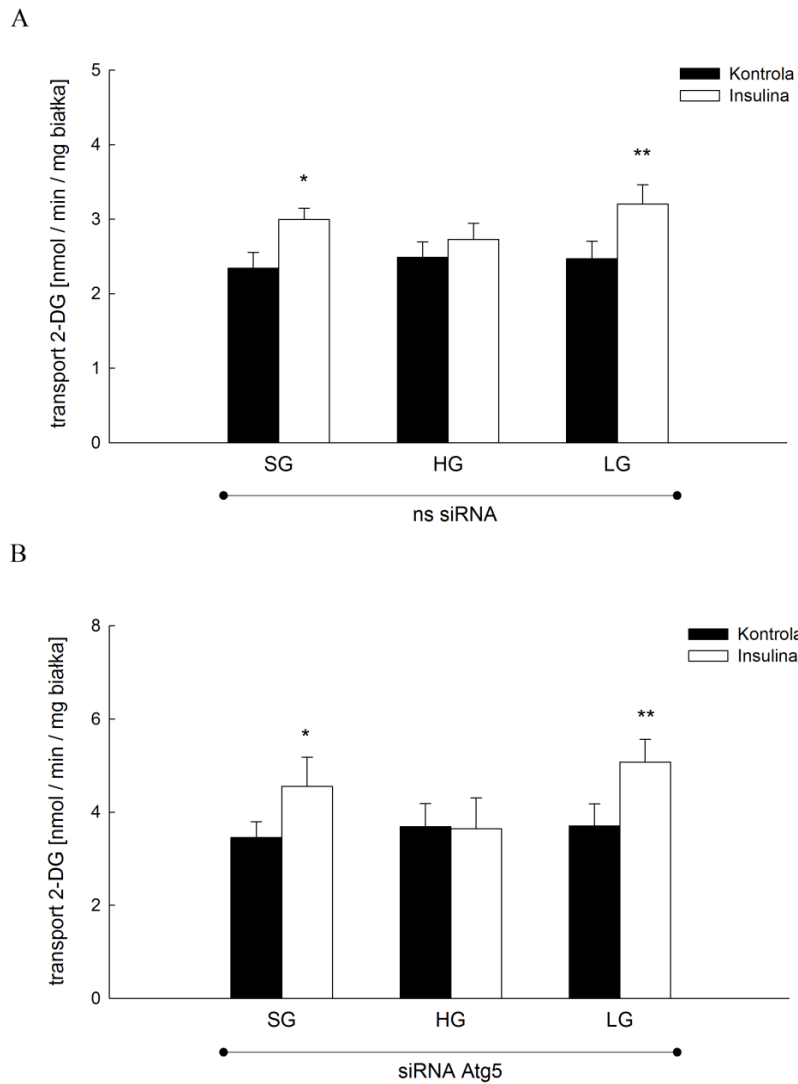 A
transport 2-DG [nmol / min / mg białka]
5
4
3
2
1
0
Kontrola
Insulina
*
**
SG HG LG
ns siRNA
B
transport 2-DG [nmol / min / mg białka]
8
6
4
2
0
Kontrola
Insulina
*
**
SG HG LG
siRNA Atg5